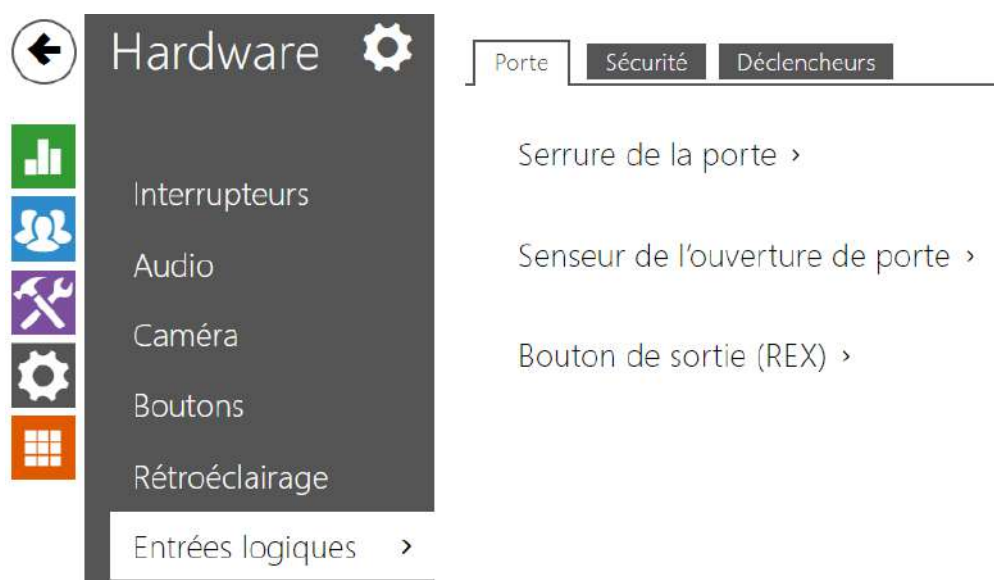 Hardware
Interrupteurs
Audio
Caméra
Boutons
Rétroéclairage
Entrées logiques >
Porte
Sécurité
Déclencheurs
Serrure de la porte >
Senseur de l'ouverture de porte >
Bouton de sortie (REX) >